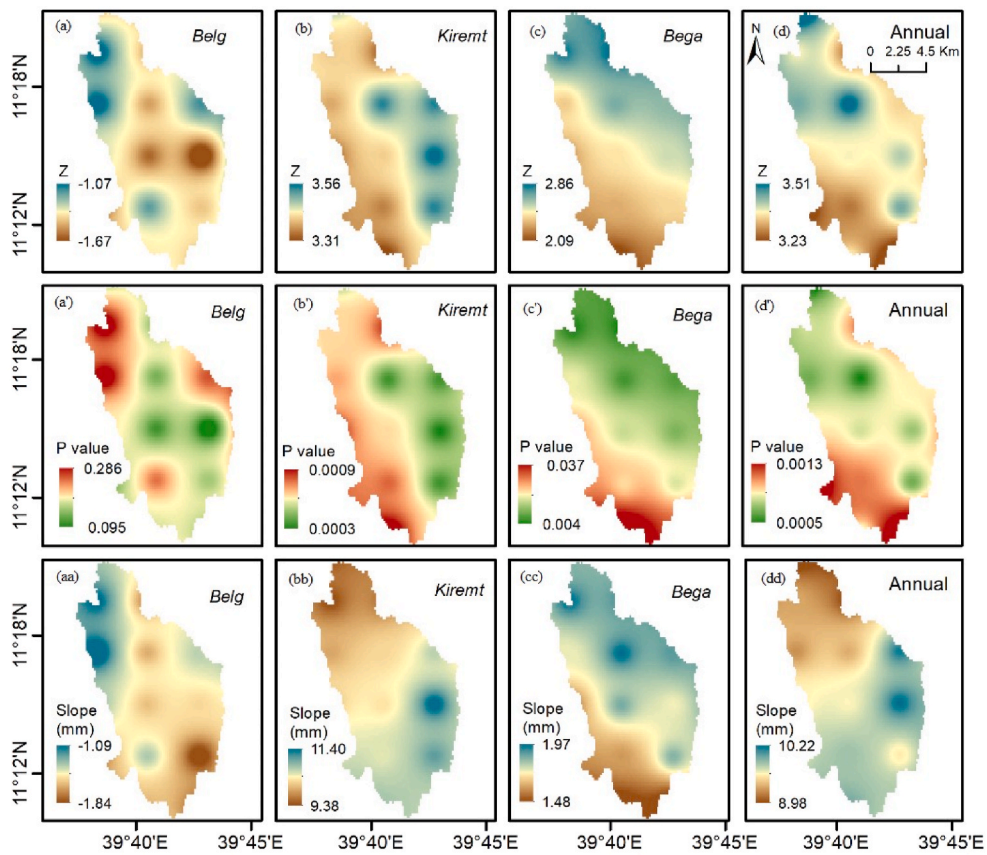 (a) Belg
Z
-1.07
-1.67
(b) Kiremt
Z
3.56
3.31
(c) Bega
Z
2.86
2.09
(d) N Annual
0 2.25 4.5 Km
Z
3.51
3.23
11°18'N
11°12'N
(a') Belg
P value
0.286
0.095
(b') Kiremt
P value
0.0009
0.0003
(c') Bega
P value
0.037
0.004
(d') Annual
P value
0.0013
0.0005
11°18'N
11°12'N
(aa) Belg
Slope
(mm)
-1.09
-1.84
(bb) Kiremt
Slope
(mm)
11.40
9.38
(cc) Bega
Slope
(mm)
1.97
1.48
(dd) Annual
Slope
(mm)
10.22
8.98
11°18'N
11°12'N
39°40'E 39°45'E 39°40'E 39°45'E 39°40'E 39°45'E 39°40'E 39°45'E